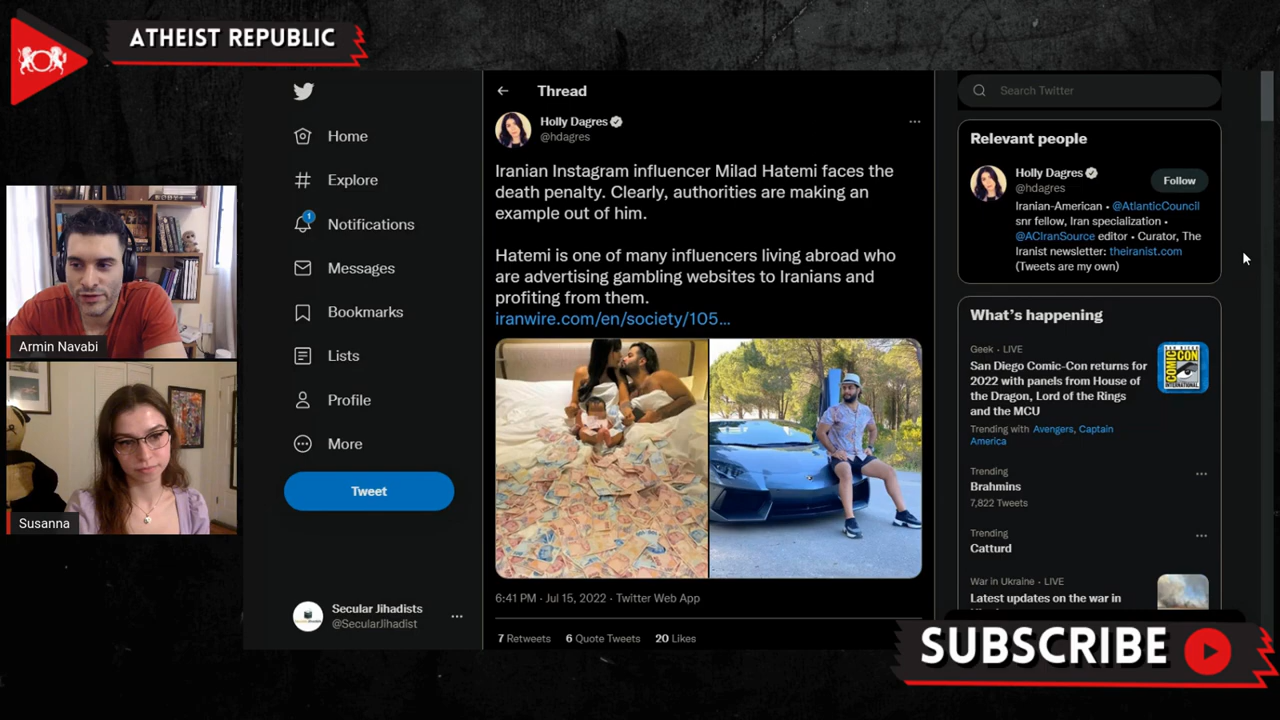 ATHEIST REPUBLIC
Armin Navabi
Susanna
Home
Explore
1
Notifications
Messages
Bookmarks
Lists
Profile
More
Tweet
Secular Jihadists
@SecularJihadist
Thread
Holly Dagres
@hdagres
Iranian Instagram influencer Milad Hatemi faces the
death penalty. Clearly, authorities are making an
example out of him.
Hatemi is one of many influencers living abroad who
are advertising gambling websites to Iranians and
profiting from them.
iranwire.com/en/society/105...
6:41 PM · Jul 15, 2022 · Twitter Web App
7 Retweets 6 Quote Tweets 20 Likes
Search Twitter
Relevant people
Holly Dagres
@hdagres
Follow
Iranian-American • @AtlanticCouncil
snr fellow, Iran specialization •
@ACIranSource editor • Curator, The
Iranist newsletter: theiranist.com
(Tweets are my own)
What's happening
Geek · LIVE
San Diego Comic-Con returns for
2022 with panels from House of
the Dragon, Lord of the Rings
and the MCU
Trending with Avengers, Captain
America
COMIC CON
INTERNATIONAL
Trending
Brahmins
7,822 Tweets
Trending
Catturd
War in Ukraine · LIVE
Latest updates on the war in
SUBSCRIBE